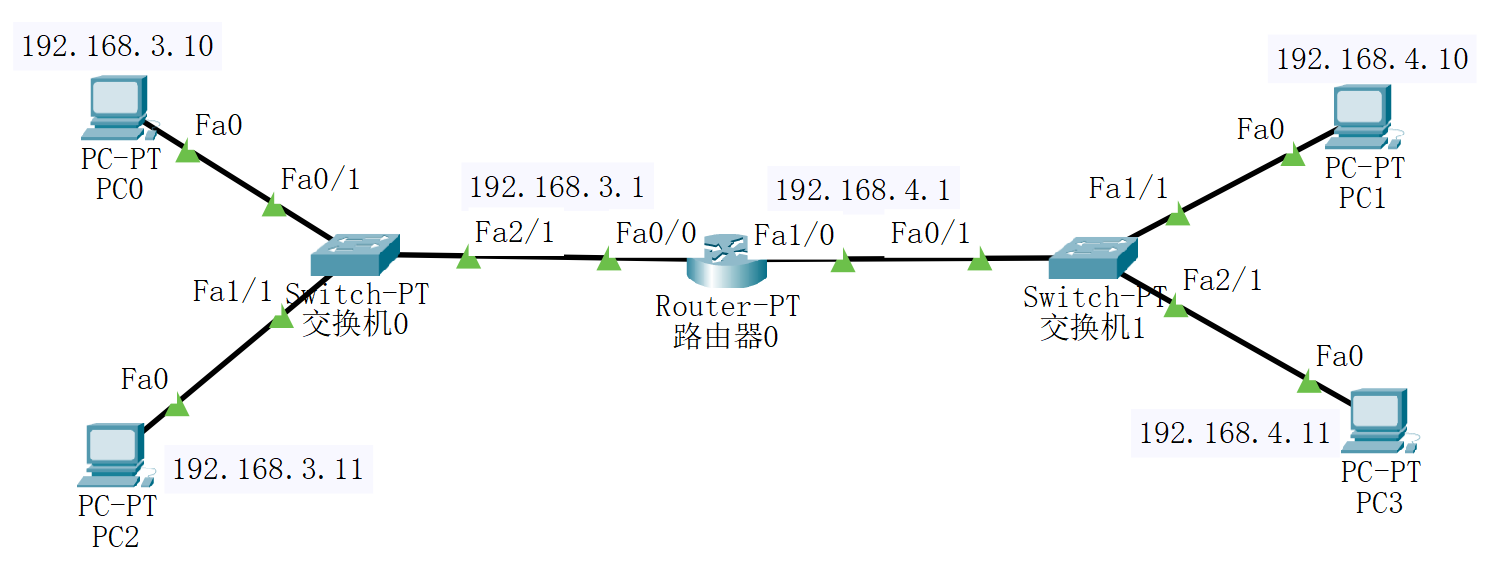 192.168.3.10
192.168.4.10
Fa0
Fa0
PC-PT
PC0
PC-PT
PC1
Fa0/1
192.168.3.1
192.168.4.1
Fa1/1
Fa2/1
Fa0/0
Fa1/0
Fa0/1
Fa1/1
Switch-PT
交换机0
Router-PT
路由器0
Switch-PT
交换机1
Fa2/1
Fa0
Fa0
192.168.3.11
192.168.4.11
PC-PT
PC2
PC-PT
PC3